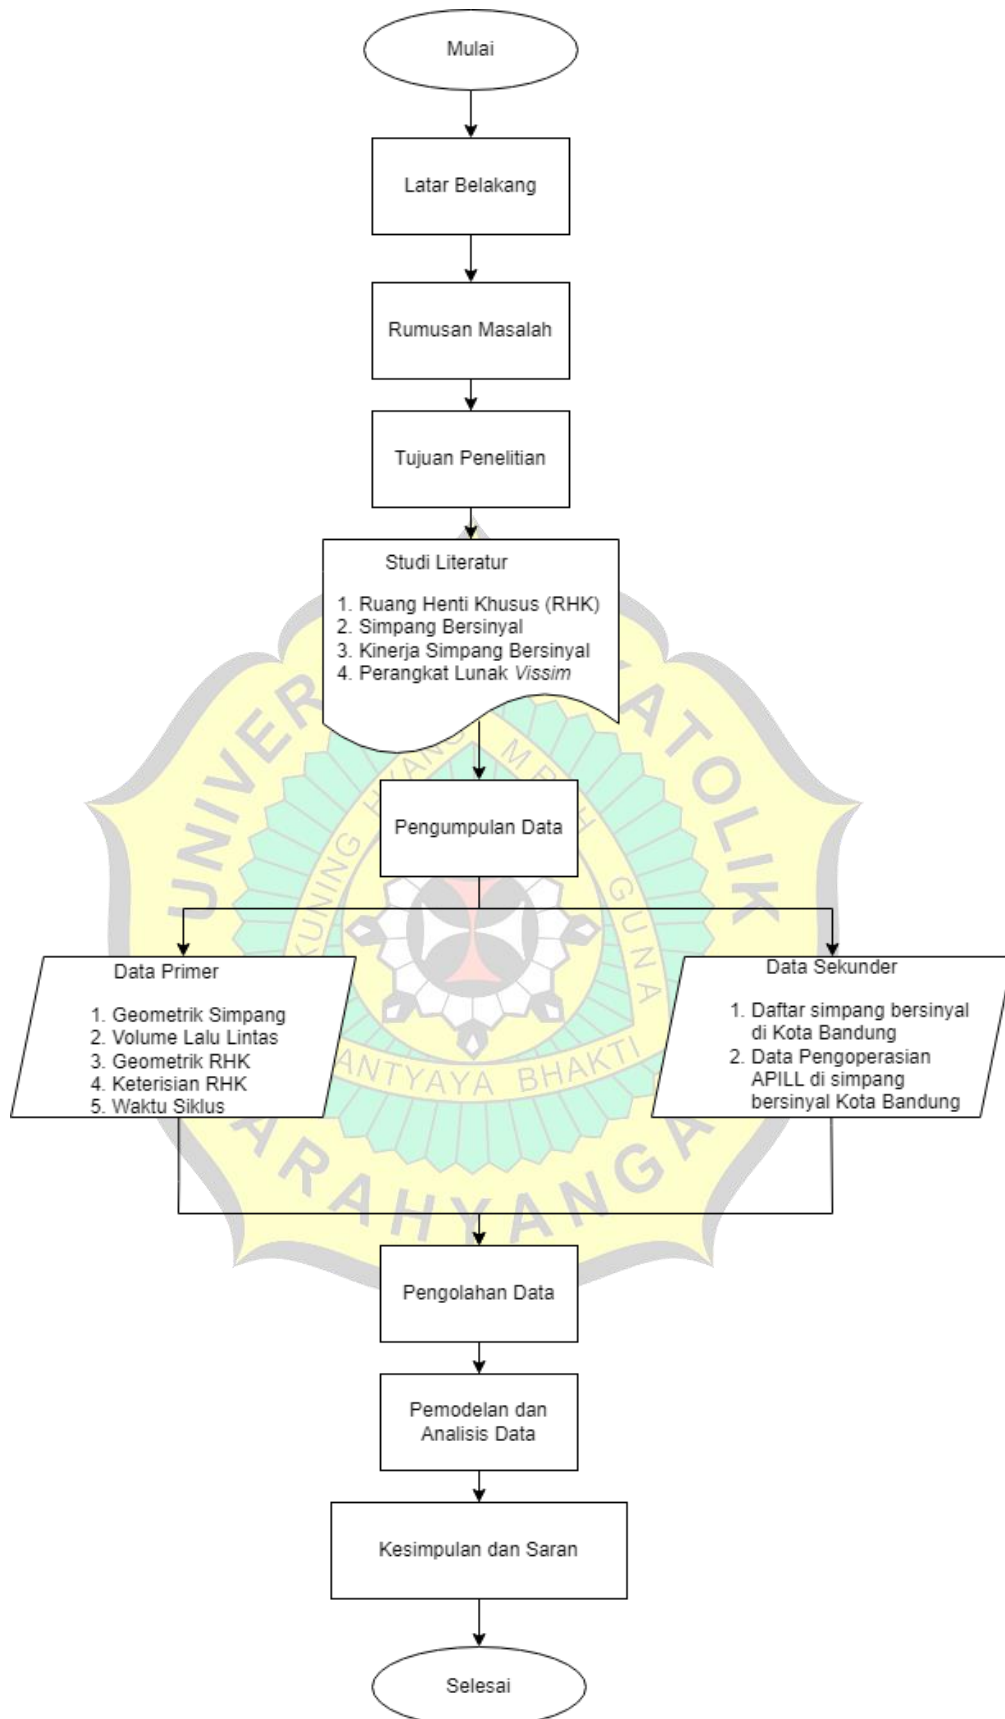 Mulai
Latar Belakang
Rumusan Masalah
Tujuan Penelitian
Studi Literatur
1. Ruang Henti Khusus (RHK)
2. Simpang Bersinyal
3. Kinerja Simpang Bersinyal
4. Perangkat Lunak Vissim
Pengumpulan Data
Data Primer
1. Geometrik Simpang
2. Volume Lalu Lintas
3. Geometrik RHK
4. Keterisian RHK
5. Waktu Siklus
Data Sekunder
1. Daftar simpang bersinyal
di Kota Bandung
2. Data Pengoperasian
APILL di simpang
bersinyal Kota Bandung
Pengolahan Data
Pemodelan dan
Analisis Data
Kesimpulan dan Saran
Selesai
KATOLIK
GUNA
BHAKTI